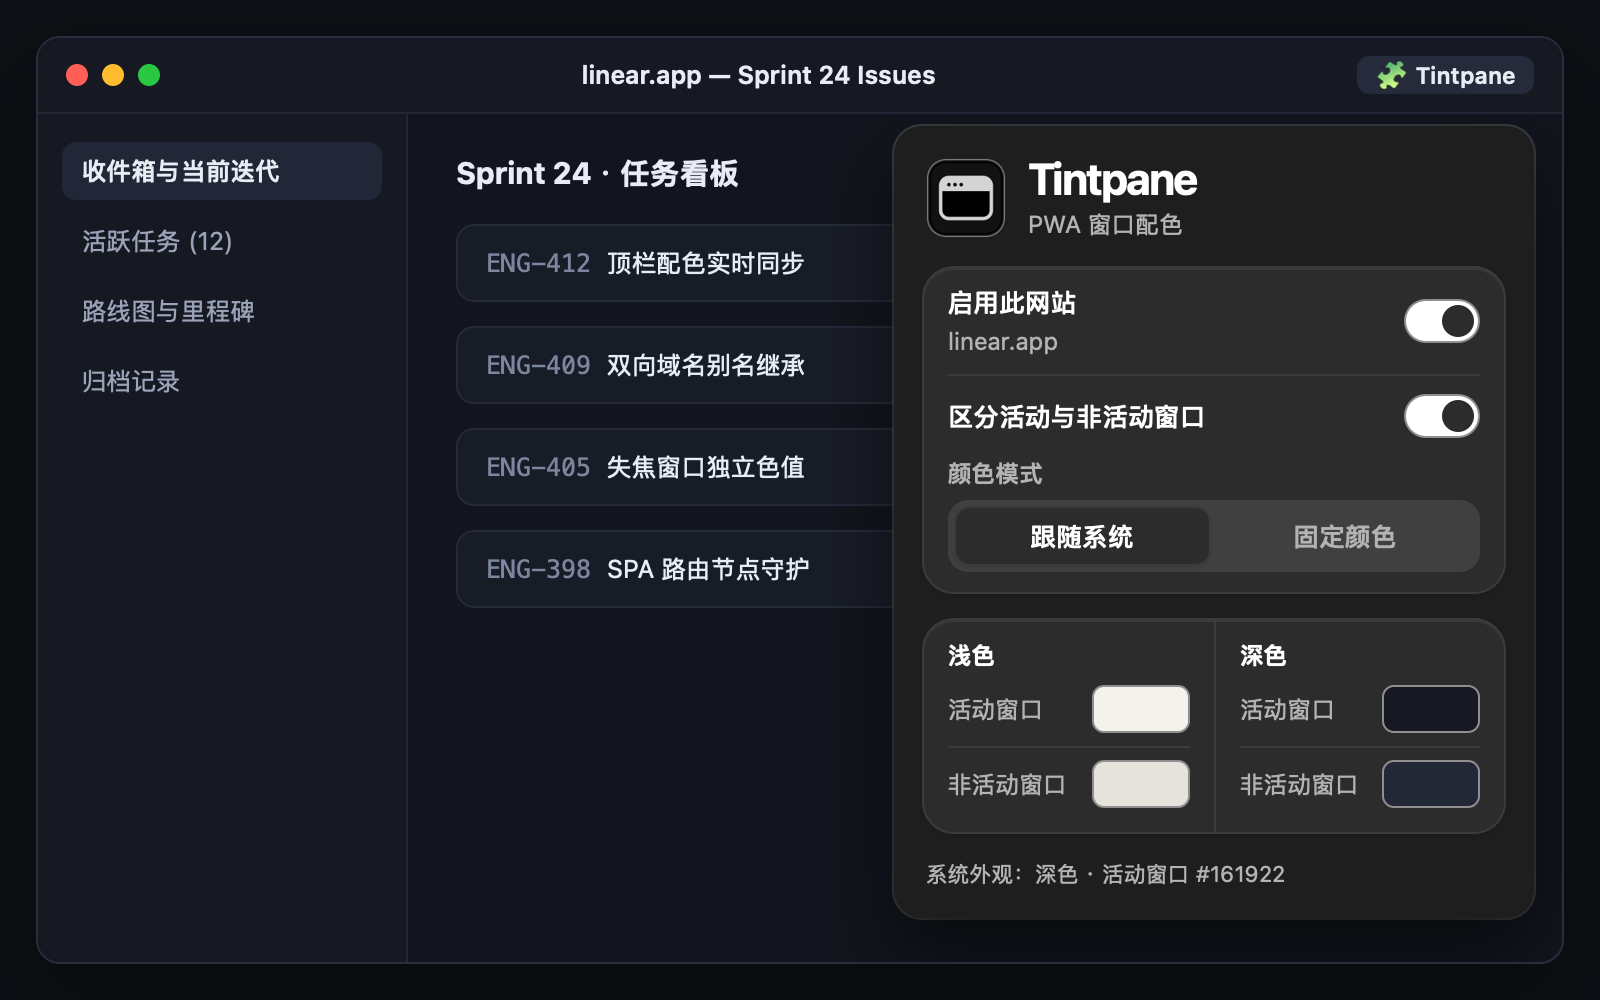 linear.app — Sprint 24 Issues
Tintpane
收件箱与当前迭代
活跃任务 (12)
路线图与里程碑
归档记录
Sprint 24 · 任务看板
ENG-412 顶栏配色实时同步
ENG-409 双向域名别名继承
ENG-405 失焦窗口独立色值
ENG-398 SPA 路由节点守护
Tintpane
PWA 窗口配色
启用此网站
linear.app
区分活动与非活动窗口
颜色模式
跟随系统
固定颜色
浅色
活动窗口
非活动窗口
深色
活动窗口
非活动窗口
系统外观：深色 · 活动窗口 #161922